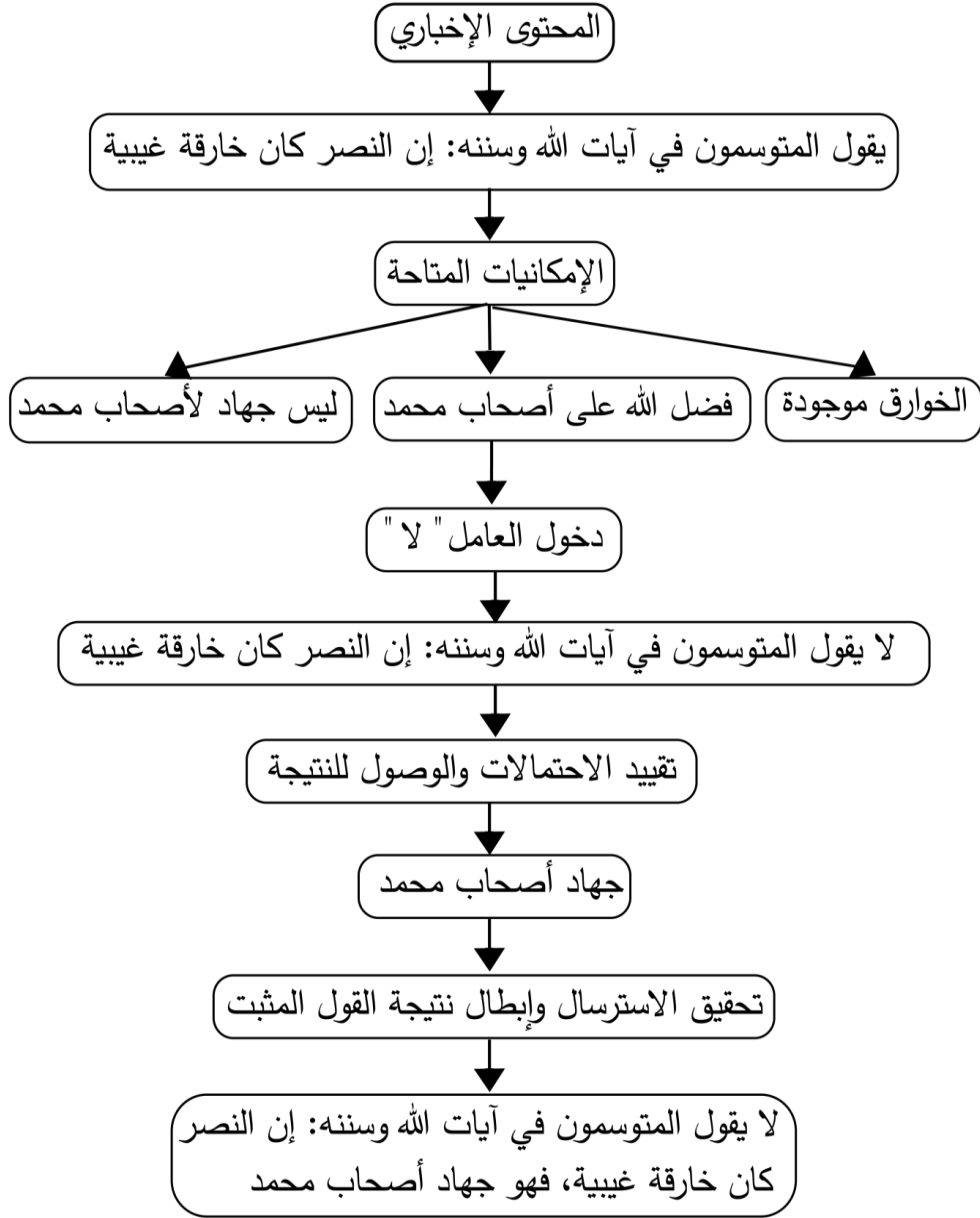 المحتوى الإخباري
يقول المتوسمون في آيات الله وسننه: إن النصر كان خارقة غيبية
الإمكانيات المتاحة
الخوارق موجودة
فضل الله على أصحاب محمد
ليس جهاد لأصحاب محمد
دخول العامل" لا "
لا يقول المتوسمون في آيات الله وسننه: إن النصر كان خارقة غيبية
تقييد الاحتمالات والوصول للنتيجة
جهاد أصحاب محمد
تحقيق الاسترسال وإبطال نتيجة القول المثبت
لا يقول المتوسمون في آيات الله وسننه: إن النصر
كان خارقة غيبية، فهو جهاد أصحاب محمد